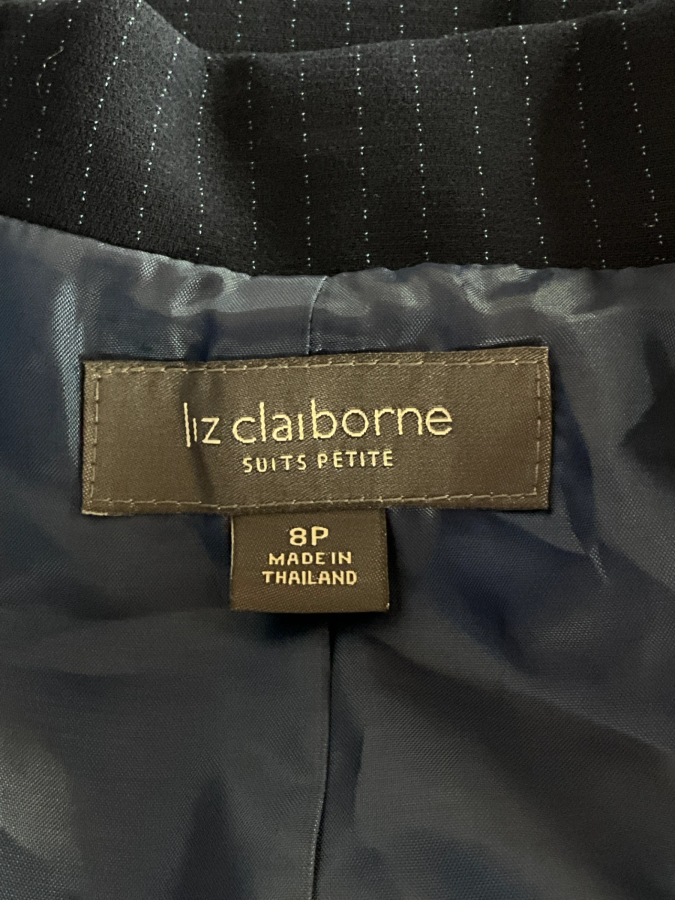 liz claiborne
SUITS PETITE
8P
MADE IN
THAILAND